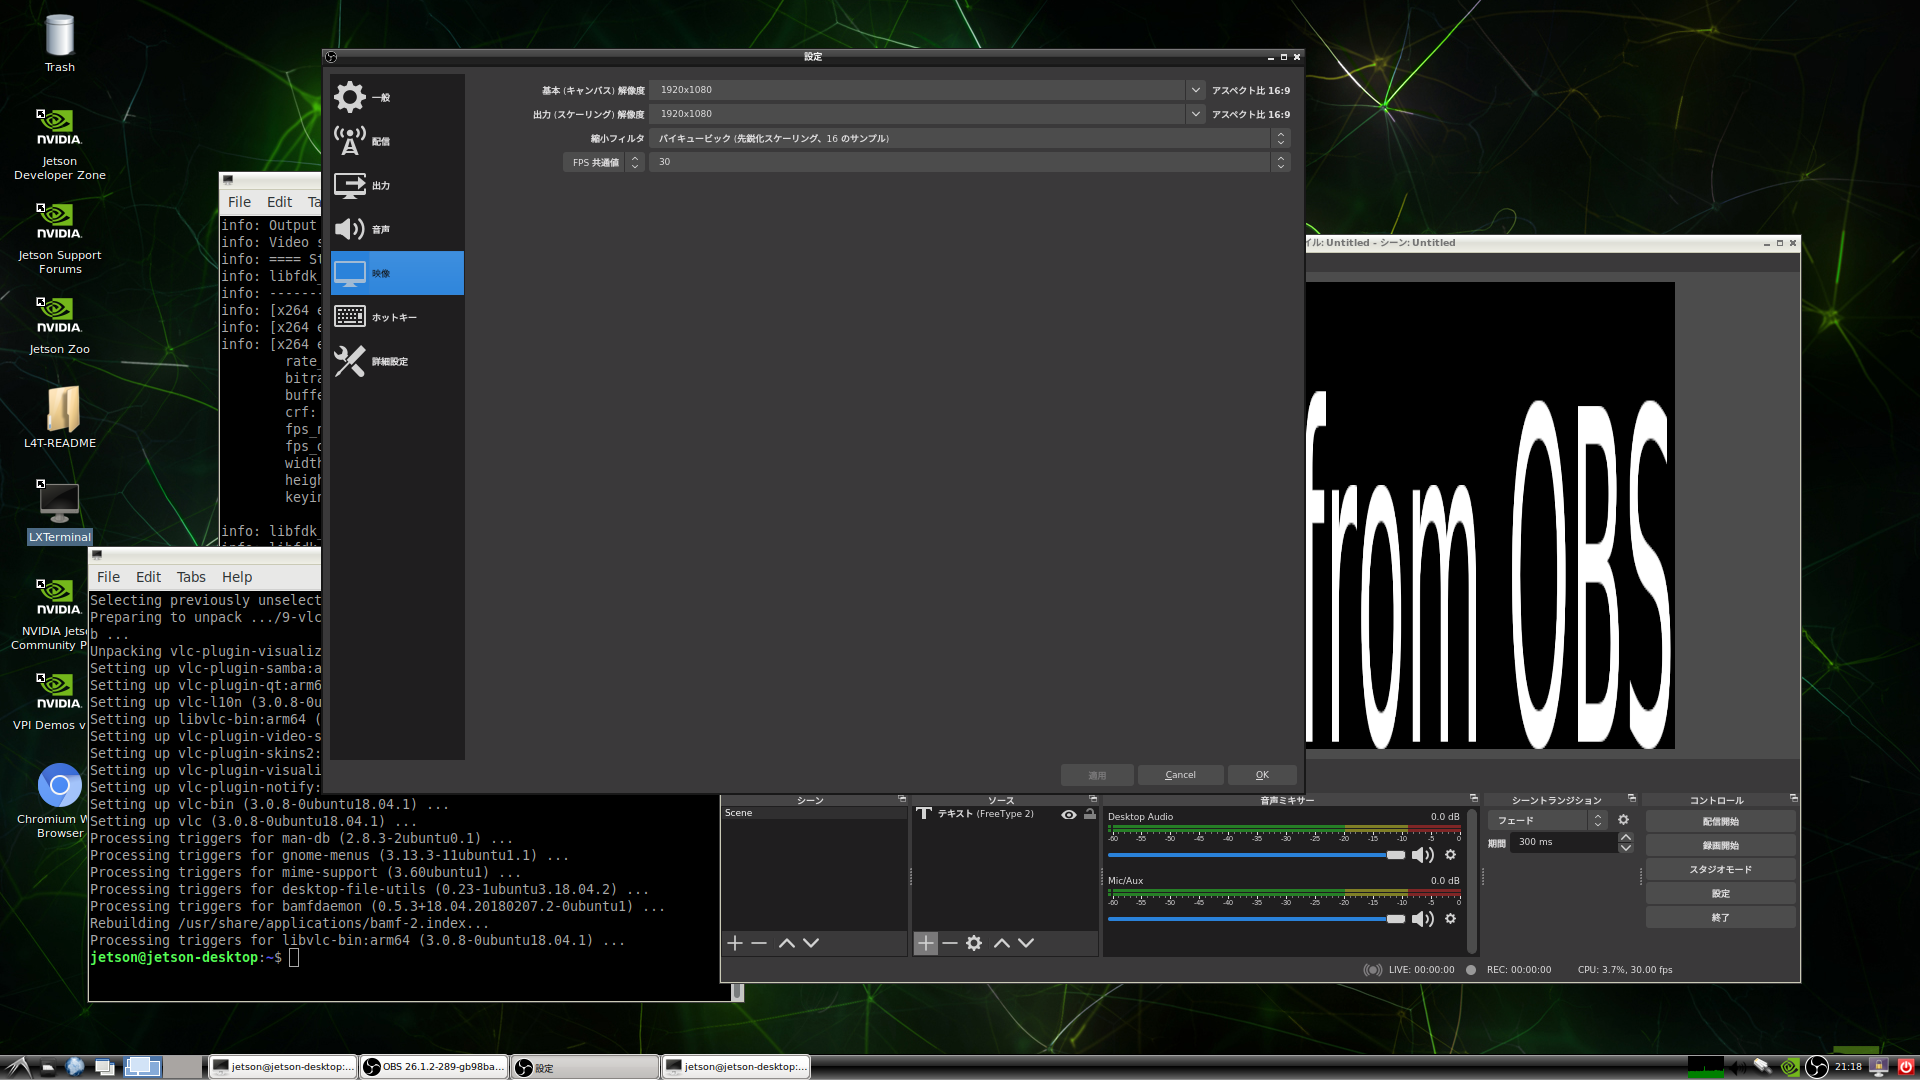 Trash
NVIDIA.
Jetson
Developer Zone
NVIDIA.
Jetson Support
Forums
NVIDIA.
Jetson Zoo
L4T-README
LXTerminal
NVIDIA.
NVIDIA Jets
Community P
NVIDIA.
VPI Demos v
Chromium W
Browser
File Edit Ta
info: Output
info: Video s
info: ==== St
info: libfdk_
info: -------
info: [x264 e
info: [x264 e
info: [x264 e
rate_
bitra
buffe
crf:
fps_n
fps_d
width
heigh
keyin
info: libfdk_
File Edit Tabs Help
Selecting previously unselect
Preparing to unpack .../9-vlc
b ...
Unpacking vlc-plugin-visualiz
Setting up vlc-plugin-samba:a
Setting up vlc-plugin-qt:arm6
Setting up vlc-l10n (3.0.8-0u
Setting up libvlc-bin:arm64 (
Setting up vlc-plugin-video-s
Setting up vlc-plugin-skins2:
Setting up vlc-plugin-visuali
Setting up vlc-plugin-notify:
Setting up vlc-bin (3.0.8-0ubuntu18.04.1) ...
Setting up vlc (3.0.8-0ubuntu18.04.1) ...
Processing triggers for man-db (2.8.3-2ubuntu0.1) ...
Processing triggers for gnome-menus (3.13.3-11ubuntu1.1) ...
Processing triggers for mime-support (3.60ubuntu1) ...
Processing triggers for desktop-file-utils (0.23-1ubuntu3.18.04.2) ...
Processing triggers for bamfdaemon (0.5.3+18.04.20180207.2-0ubuntu1) ...
Rebuilding /usr/share/applications/bamf-2.index...
Processing triggers for libvlc-bin:arm64 (3.0.8-0ubuntu18.04.1) ...
jetson@jetson-desktop:~$
設定
一般
配信
出力
音声
映像
ホットキー
詳細設定
基本 (キャンバス) 解像度 1920x1080 アスペクト比 16:9
出力 (スケーリング) 解像度 1920x1080 アスペクト比 16:9
縮小フィルタ バイキュービック (先鋭化スケーリング、16 のサンプル)
FPS 共通値 30
適用 Cancel OK
イル: Untitled - シーン: Untitled
from OBS
シーン
Scene
ソース
テキスト (FreeType 2)
音声ミキサー
Desktop Audio 0.0 dB
-60 -55 -50 -45 -40 -35 -30 -25 -20 -15 -10 -5 0
Mic/Aux 0.0 dB
-60 -55 -50 -45 -40 -35 -30 -25 -20 -15 -10 -5 0
シーントランジション
フェード
期間 300 ms
コントロール
配信開始
録画開始
スタジオモード
設定
終了
LIVE: 00:00:00 REC: 00:00:00 CPU: 3.7%, 30.00 fps
jetson@jetson-desktop:... OBS 26.1.2-289-gb98ba... 設定 jetson@jetson-desktop:... 21:18